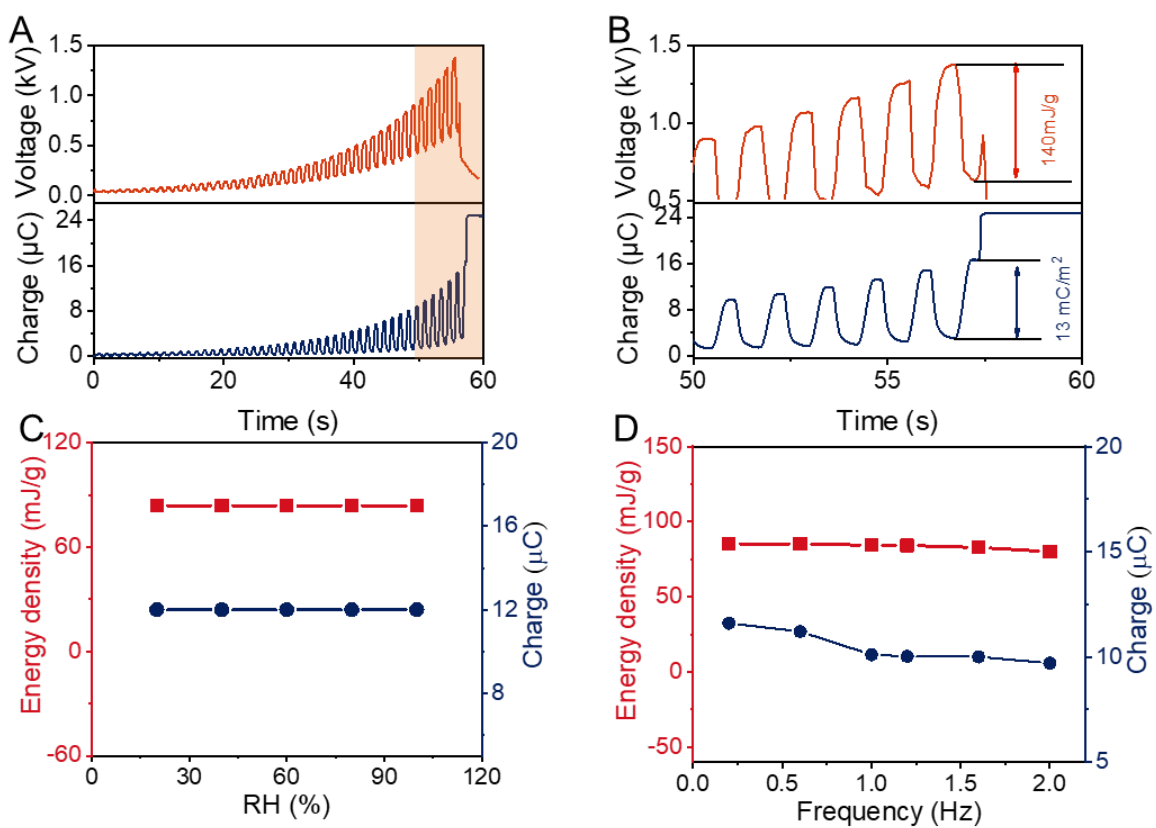 A
Voltage (kV)
1.5
1.0
0.5
0.0
Charge (µC)
24
16
8
0
0 20 40 60
Time (s)
B
Voltage (kV)
1.5
1.0
0.5
140mJ/g
Charge (µC)
24
16
8
0
13 mC/m²
50 55 60
Time (s)
C
Energy density (mJ/g)
120
60
0
-60
Charge (µC)
20
16
12
8
4
0 30 60 90 120
RH (%)
D
Energy density (mJ/g)
150
100
50
0
-50
Charge (µC)
20
15
10
5
0.0 0.5 1.0 1.5 2.0
Frequency (Hz)